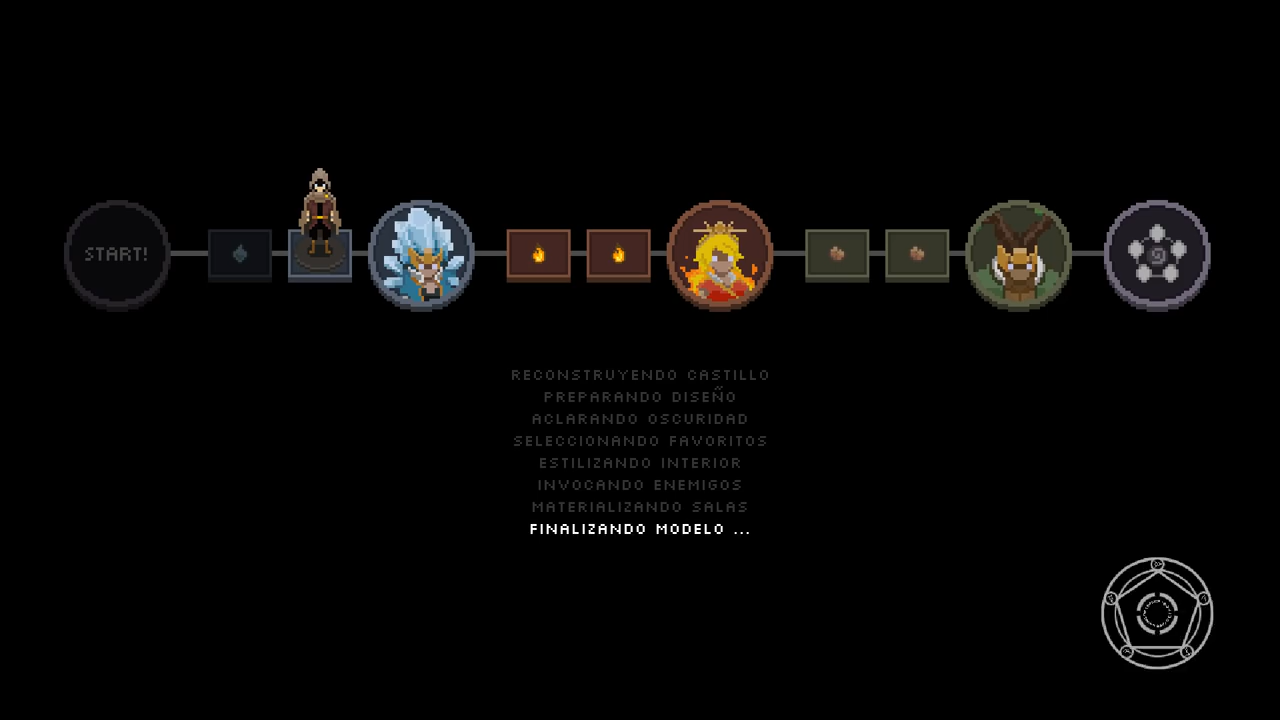 START!
RECONSTRUYENDO CASTILLO
PREPARANDO DISEÑO
ACLARANDO OSCURIDAD
SELECCIONANDO FAVORITOS
ESTILIZANDO INTERIOR
INVOCANDO ENEMIGOS
MATERIALIZANDO SALAS
FINALIZANDO MODELO ...